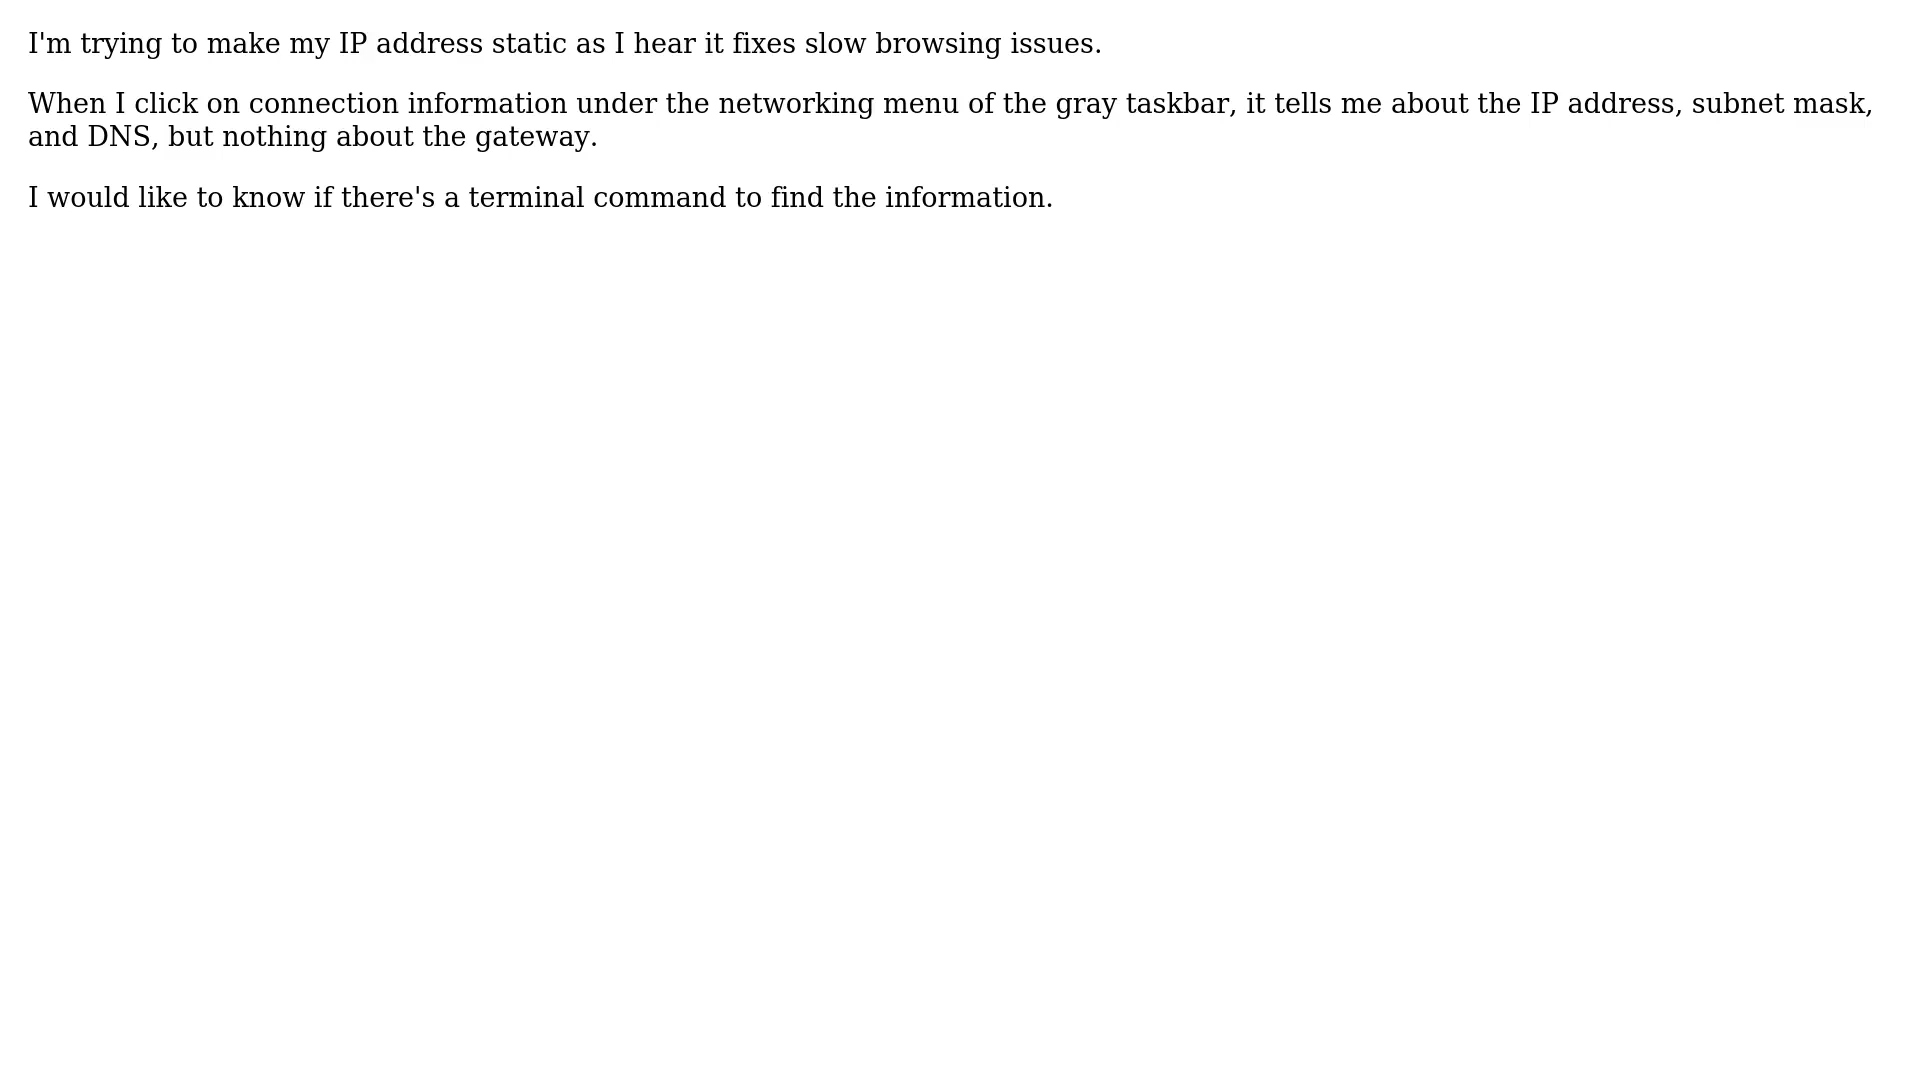 I'm trying to make my IP address static as I hear it fixes slow browsing issues.
When I click on connection information under the networking menu of the gray taskbar, it tells me about the IP address, subnet mask,
and DNS, but nothing about the gateway.
I would like to know if there's a terminal command to find the information.